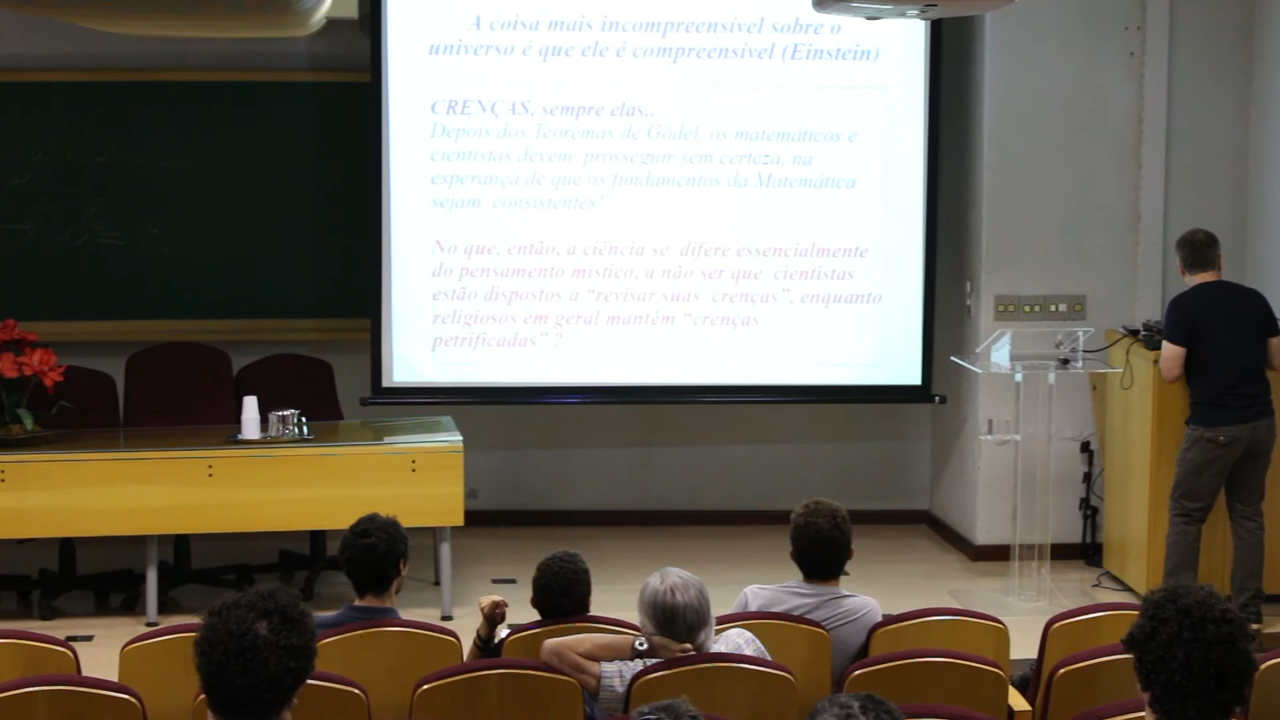 A coisa mais incompreensível sobre o
universo é que ele é compreensível (Einstein)
CRENÇAS, sempre elas...
Depois dos Teoremas de Gödel, os matemáticos e
cientistas devem prosseguir sem certeza, na
esperança de que os fundamentos da Matemática
sejam consistentes!
No que, então, a ciência se difere essencialmente
do pensamento místico, a não ser que cientistas
estão dispostos a “revisar suas crenças”, enquanto
religiosos em geral mantém “crenças
petrificadas” ?